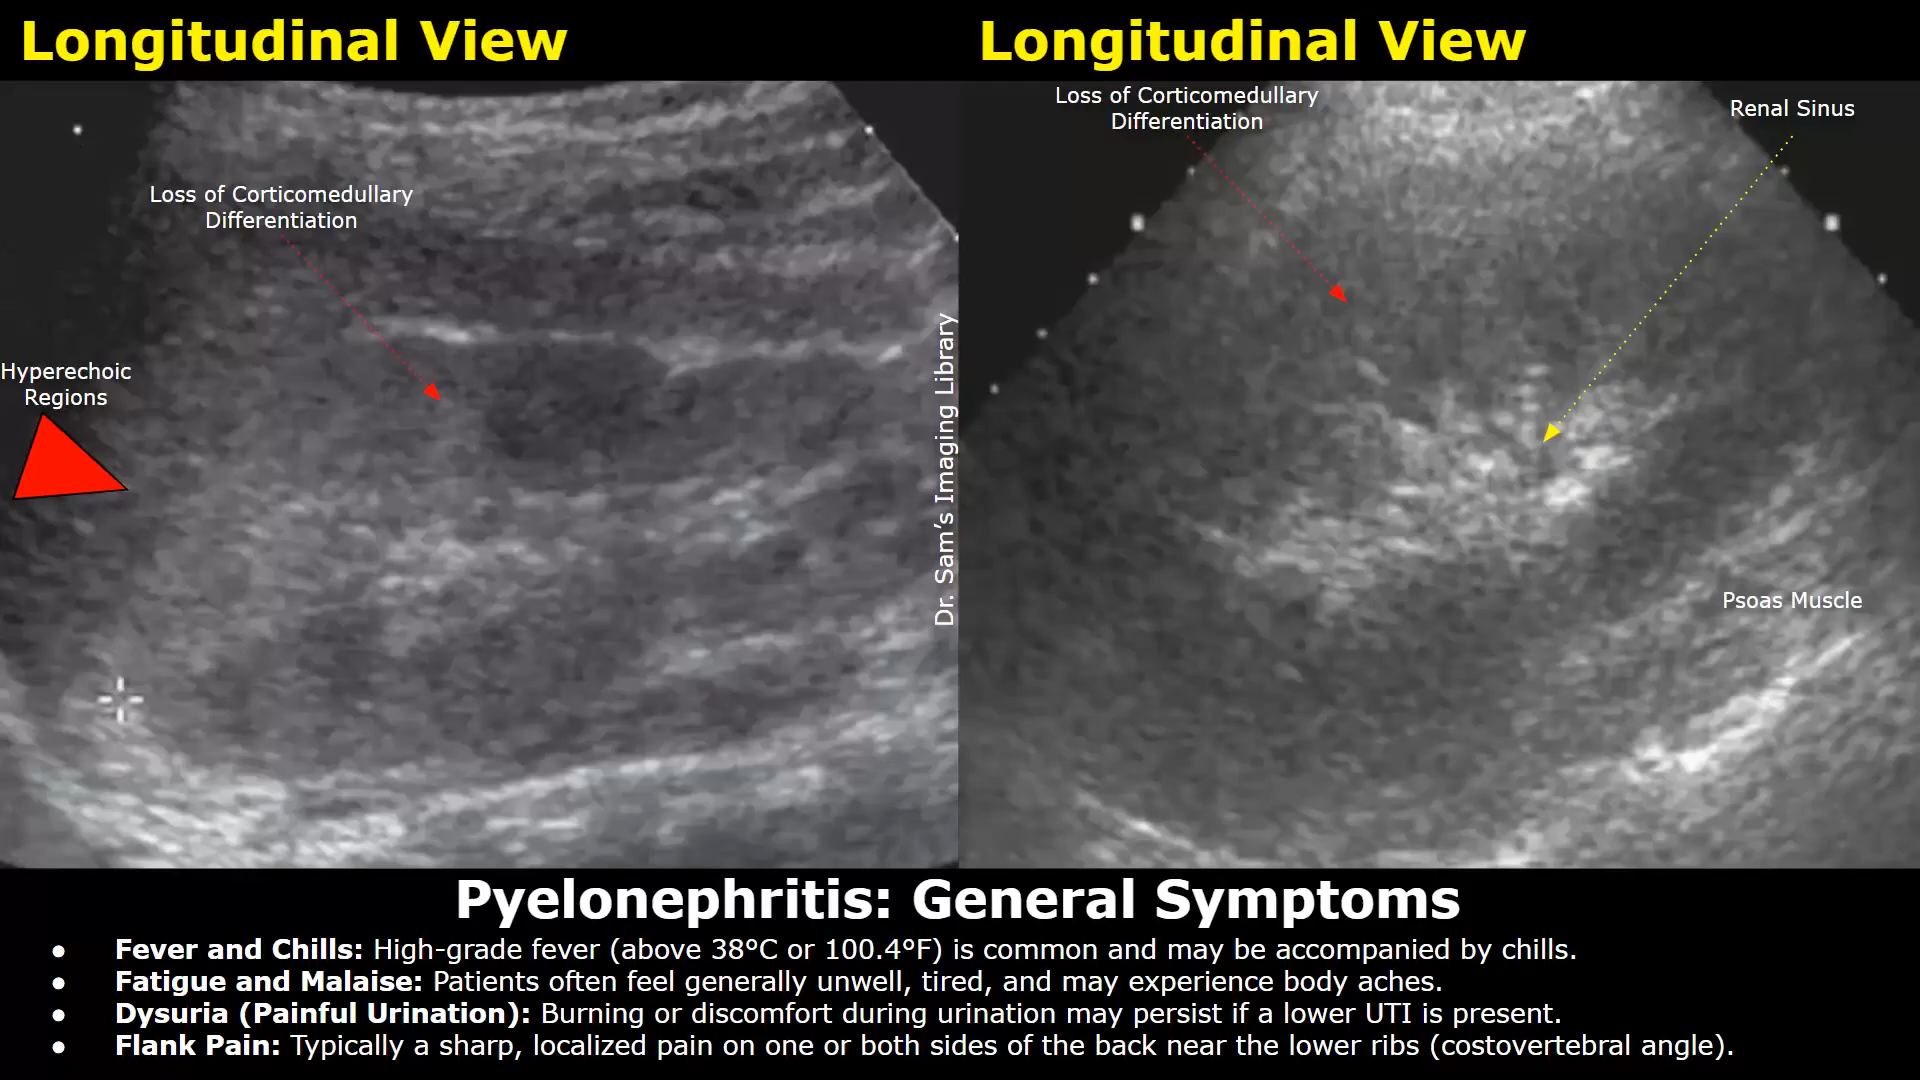 Longitudinal View
Longitudinal View
Loss of Corticomedullary
Differentiation
Hyperechoic
Regions
Dr. Sam’s Imaging Library
Loss of Corticomedullary
Differentiation
Renal Sinus
Psoas Muscle
Pyelonephritis: General Symptoms
● Fever and Chills: High-grade fever (above 38°C or 100.4°F) is common and may be accompanied by chills.
● Fatigue and Malaise: Patients often feel generally unwell, tired, and may experience body aches.
● Dysuria (Painful Urination): Burning or discomfort during urination may persist if a lower UTI is present.
● Flank Pain: Typically a sharp, localized pain on one or both sides of the back near the lower ribs (costovertebral angle).